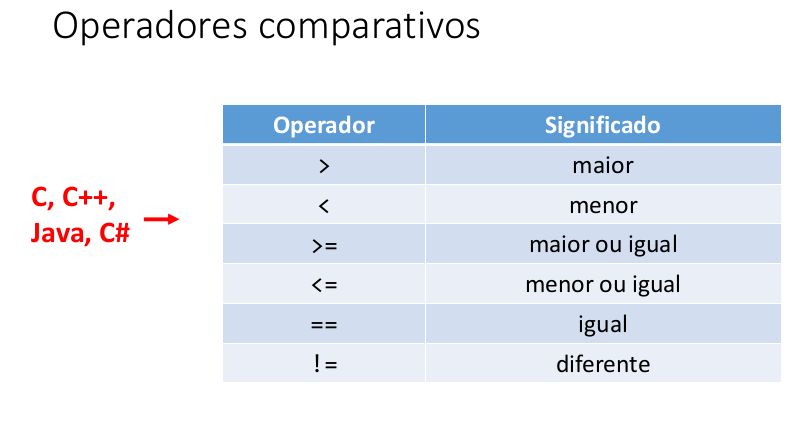 Operadores comparativos
Operador Significado
> maior
< menor
C, C++,
Java, C#
>= maior ou igual
<= menor ou igual
== igual
!= diferente